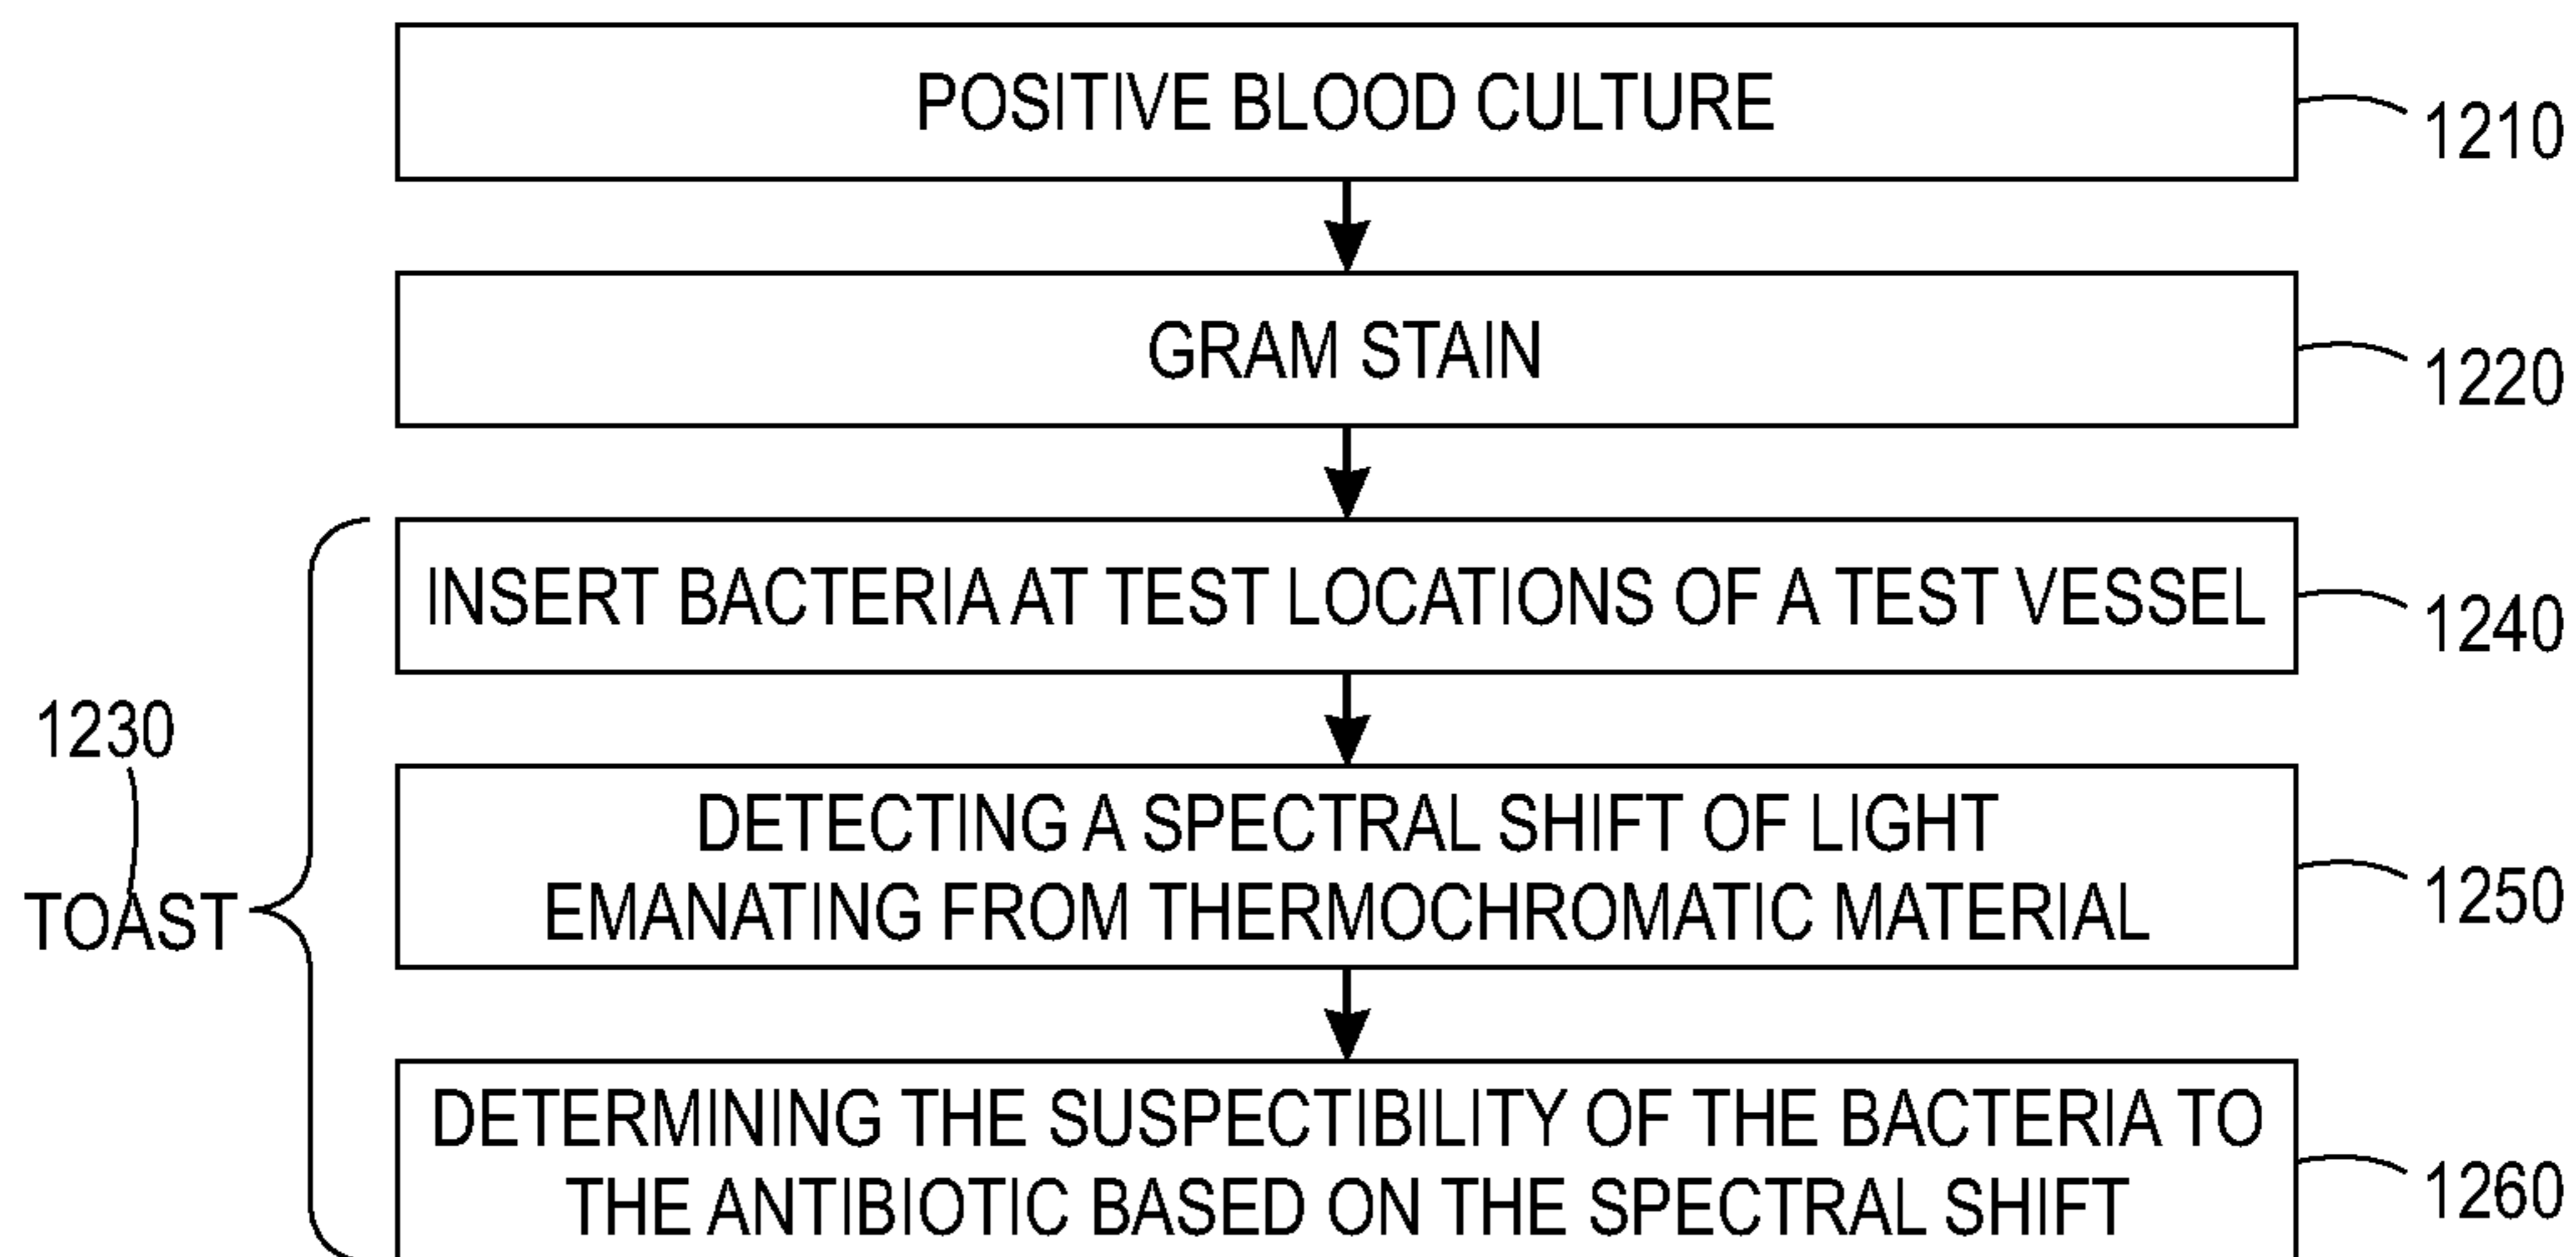 POSITIVE BLOOD CULTURE
1210
GRAM STAIN
1220
INSERT BACTERIA AT TEST LOCATIONS OF A TEST VESSEL
1240
1230
TOAST
DETECTING A SPECTRAL SHIFT OF LIGHT
EMANATING FROM THERMOCHROMATIC MATERIAL
1250
DETERMINING THE SUSPECTIBILITY OF THE BACTERIA TO
THE ANTIBIOTIC BASED ON THE SPECTRAL SHIFT
1260